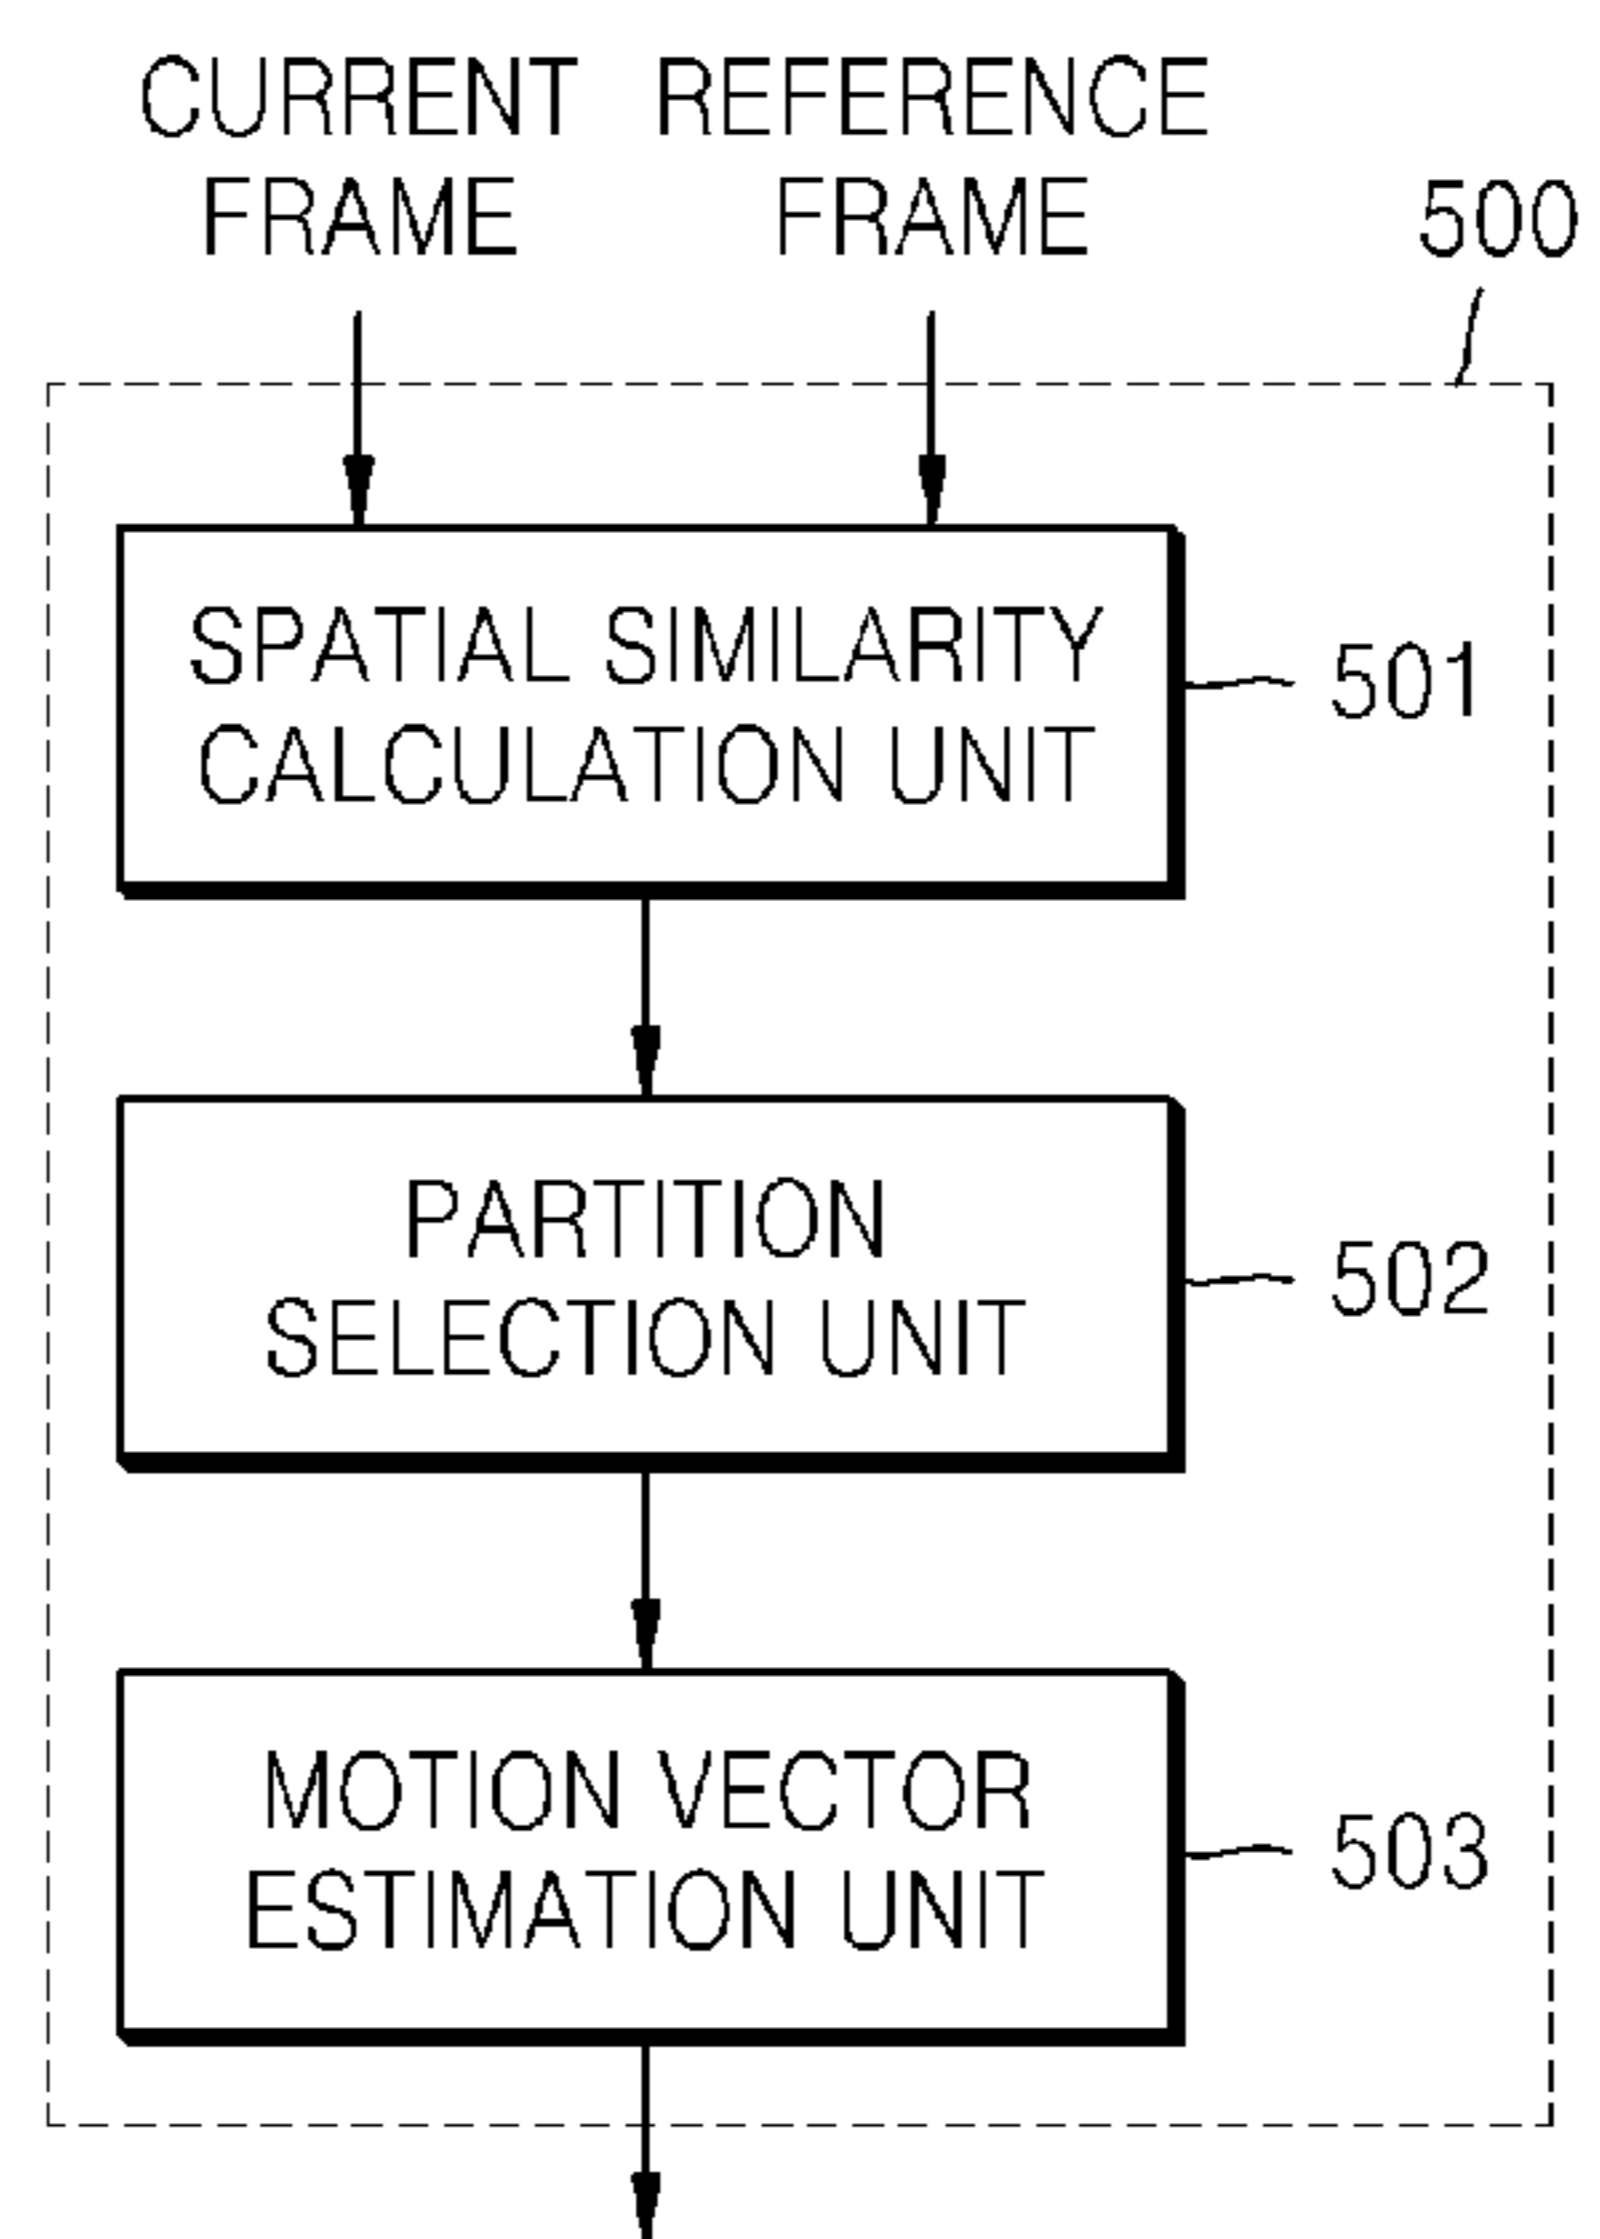 CURRENT REFERENCE
FRAME FRAME
500
SPATIAL SIMILARITY
CALCULATION UNIT
501
PARTITION
SELECTION UNIT
502
MOTION VECTOR
ESTIMATION UNIT
503